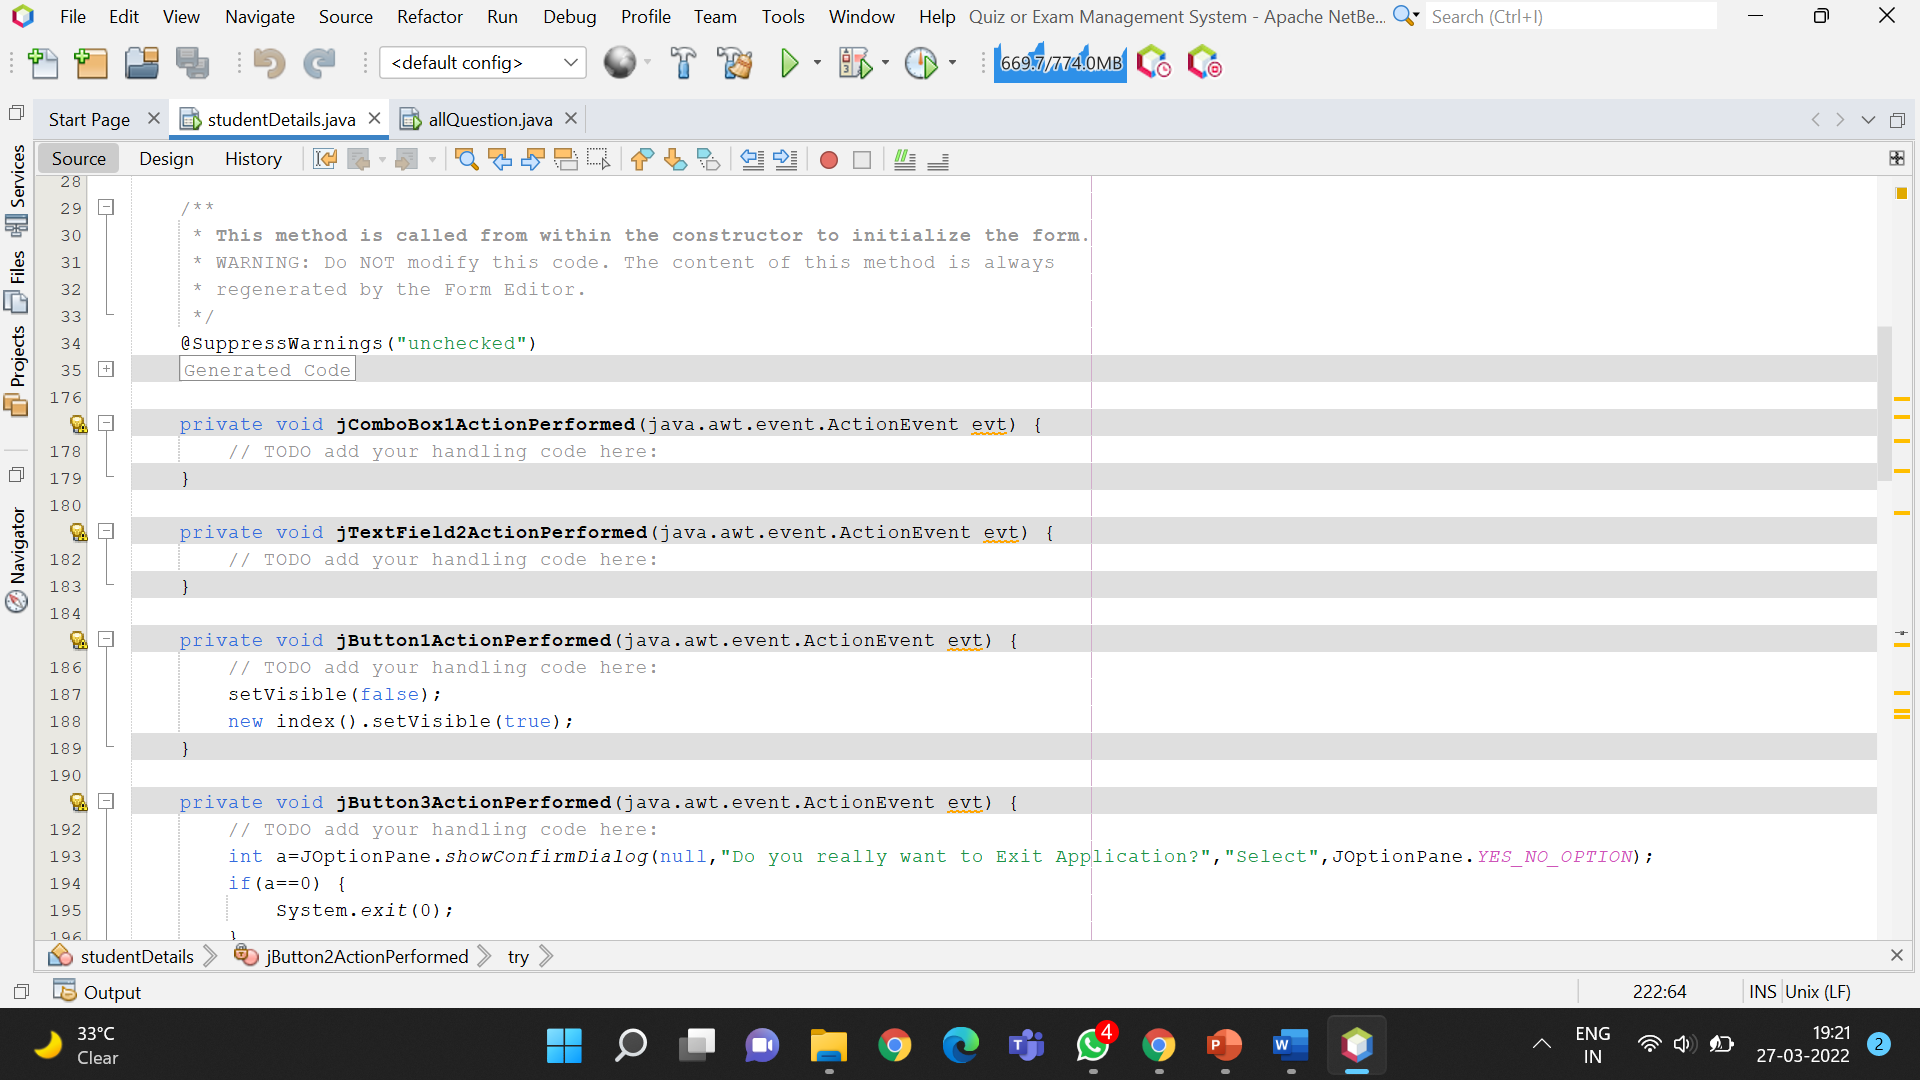 File Edit View Navigate Source Refactor Run Debug Profile Team Tools Window Help Quiz or Exam Management System - Apache NetBe... Search (Ctrl+I)
<default config> 669.7/774.0MB
Start Page studentDetails.java allQuestion.java
Source Design History
Services
Files
Projects
Navigator
28
29 /**
30 * This method is called from within the constructor to initialize the form.
31 * WARNING: Do NOT modify this code. The content of this method is always
32 * regenerated by the Form Editor.
33 */
34 @SuppressWarnings("unchecked")
35 Generated Code
176
private void jComboBox1ActionPerformed(java.awt.event.ActionEvent evt) {
178 // TODO add your handling code here:
179 }
180
private void jTextField2ActionPerformed(java.awt.event.ActionEvent evt) {
182 // TODO add your handling code here:
183 }
184
private void jButton1ActionPerformed(java.awt.event.ActionEvent evt) {
186 // TODO add your handling code here:
187 setVisible(false);
188 new index().setVisible(true);
189 }
190
private void jButton3ActionPerformed(java.awt.event.ActionEvent evt) {
192 // TODO add your handling code here:
193 int a=JOptionPane.showConfirmDialog(null,"Do you really want to Exit Application?","Select",JOptionPane.YES_NO_OPTION);
194 if(a==0) {
195 System.exit(0);
196 }
studentDetails jButton2ActionPerformed try
Output 222:64 INS Unix (LF)
33°C
Clear
4
ENG
IN
19:21
27-03-2022
2